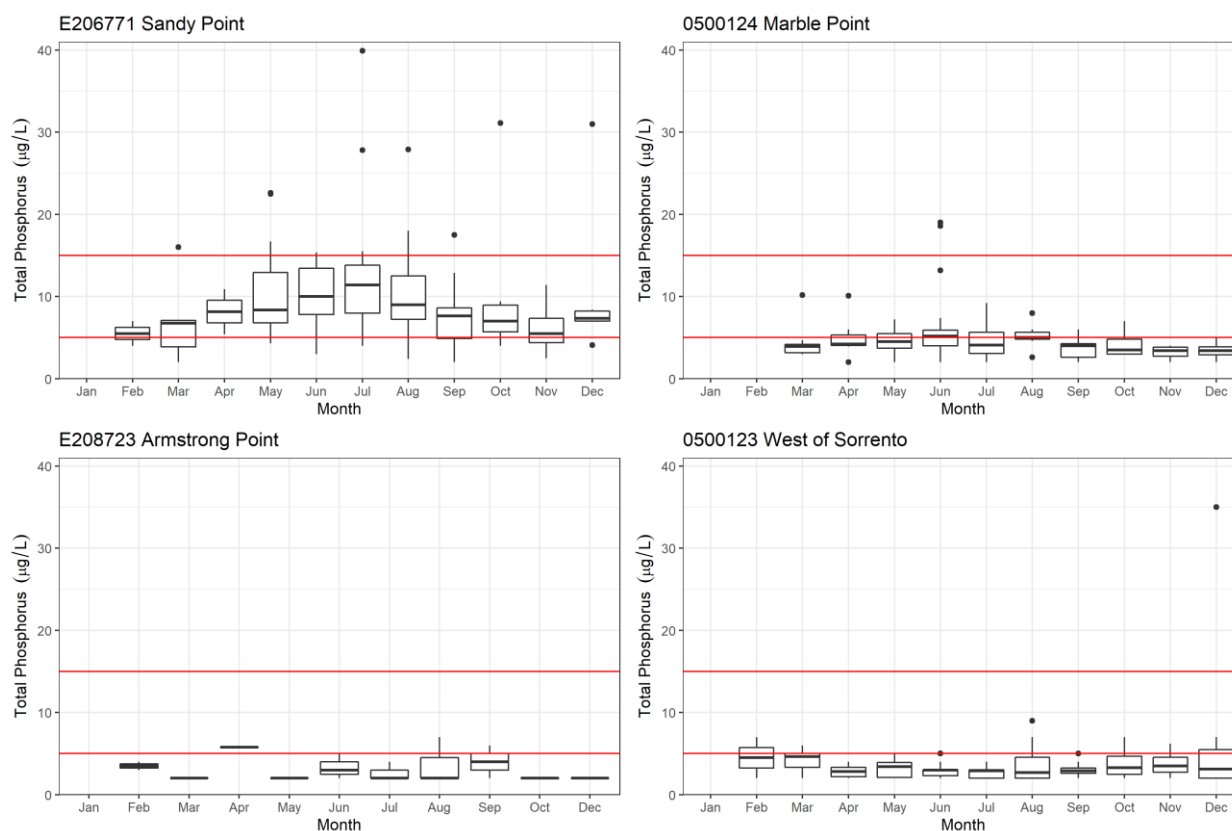 E206771 Sandy Point
Total Phosphorus (µg/L)
40
30
20
10
0
Jan Feb Mar Apr May Jun Jul Aug Sep Oct Nov Dec
Month
0500124 Marble Point
Total Phosphorus (µg/L)
40
30
20
10
0
Jan Feb Mar Apr May Jun Jul Aug Sep Oct Nov Dec
Month
E208723 Armstrong Point
Total Phosphorus (µg/L)
40
30
20
10
0
Jan Feb Mar Apr May Jun Jul Aug Sep Oct Nov Dec
Month
0500123 West of Sorrento
Total Phosphorus (µg/L)
40
30
20
10
0
Jan Feb Mar Apr May Jun Jul Aug Sep Oct Nov Dec
Month